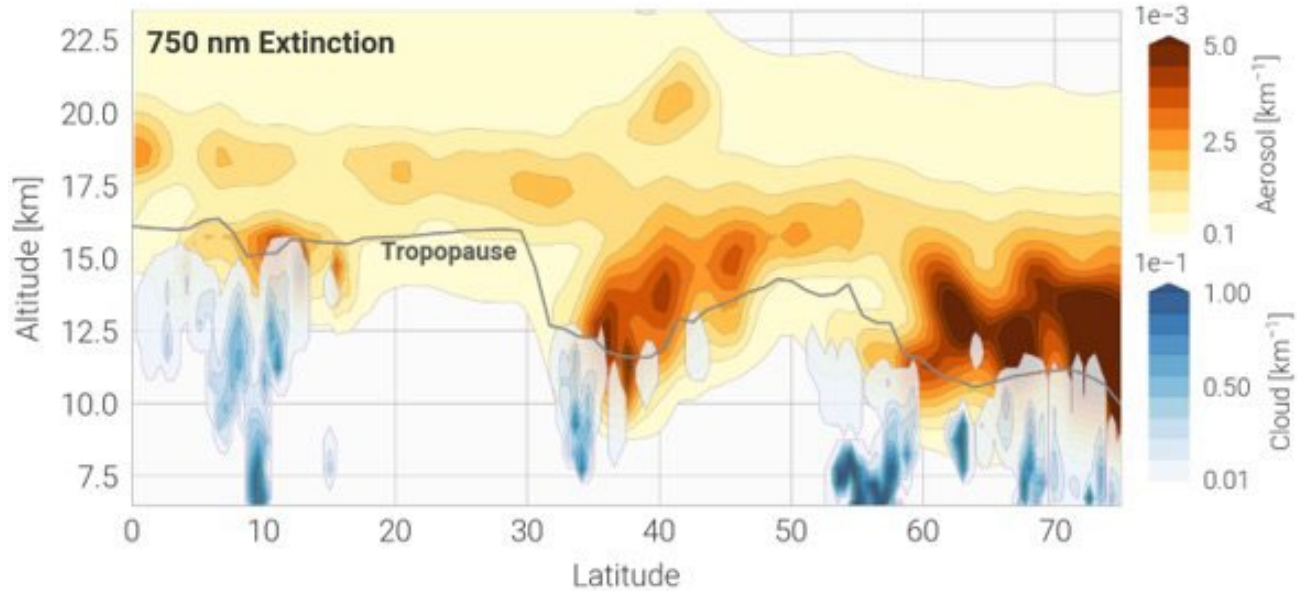 750 nm Extinction
Tropopause
22.5
20.0
17.5
15.0
12.5
10.0
7.5
Altitude [km]
0 10 20 30 40 50 60 70
Latitude
1e-3
5.0
2.5
0.1
Aerosol [km⁻¹]
1e-1
1.00
0.50
0.01
Cloud [km⁻¹]